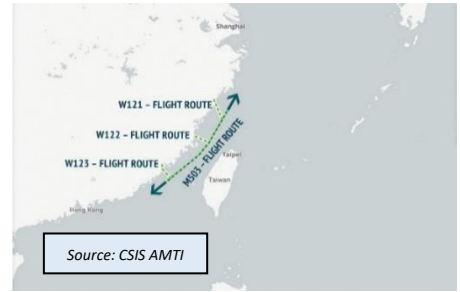 Shanghai
W121 – FLIGHT ROUTE
W122 – FLIGHT ROUTE
W123 – FLIGHT ROUTE
M503 – FLIGHT ROUTE
Taipei
Taiwan
Hong Kong
Source: CSIS AMTI